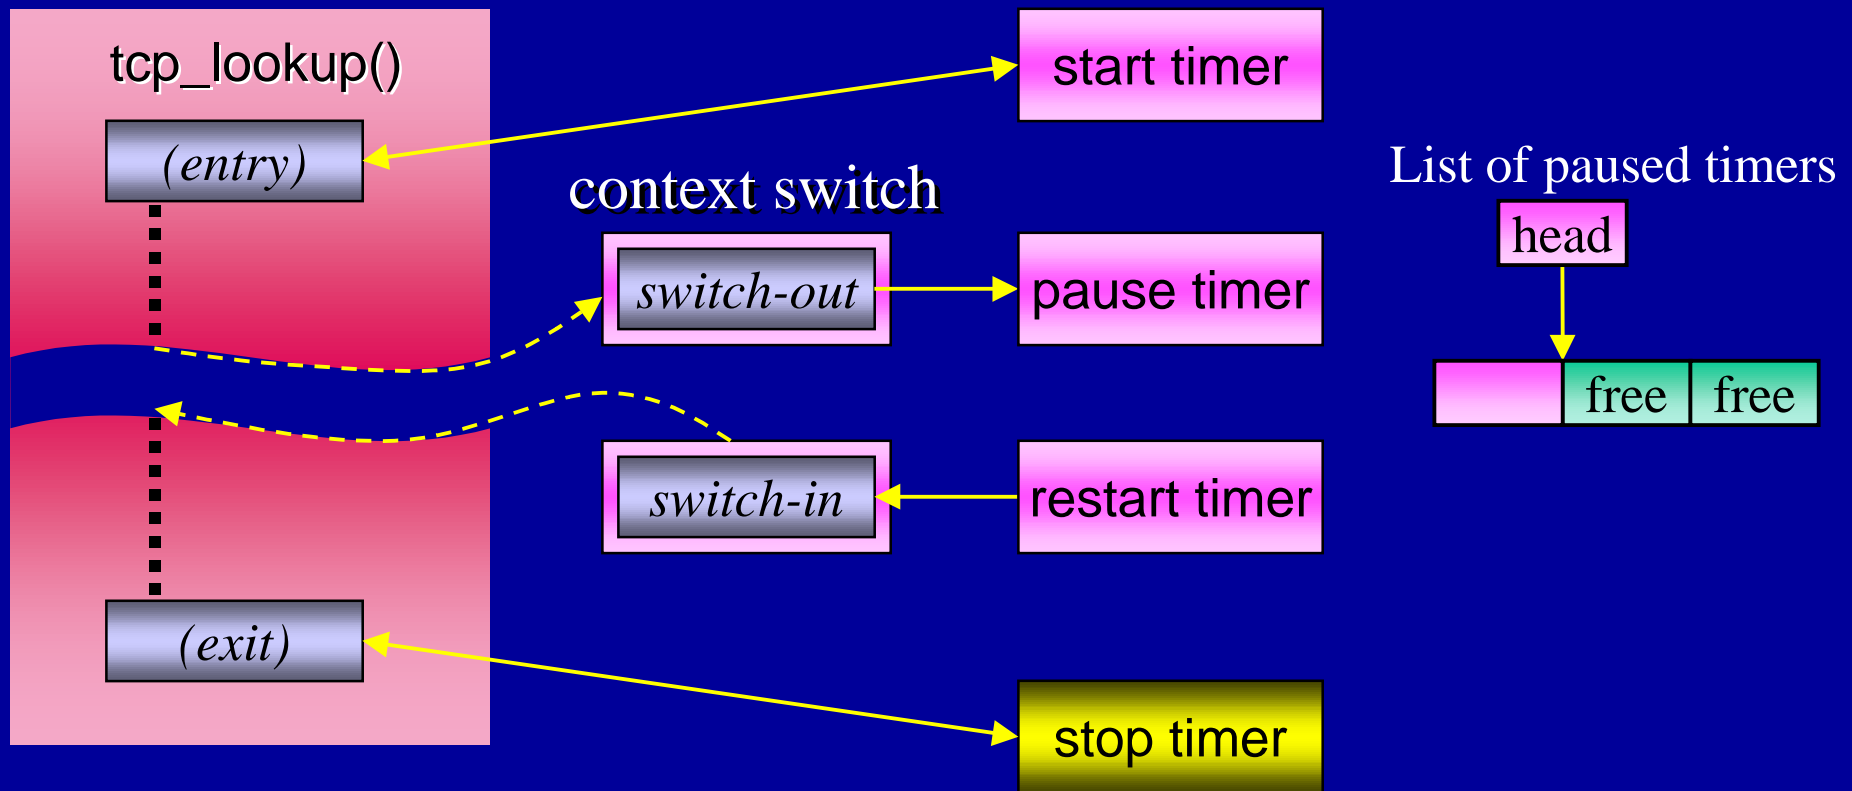 tcp_lookup()
(entry)
(exit)
context switch
switch-out
switch-in
start timer
pause timer
restart timer
stop timer
List of paused timers
head
free free